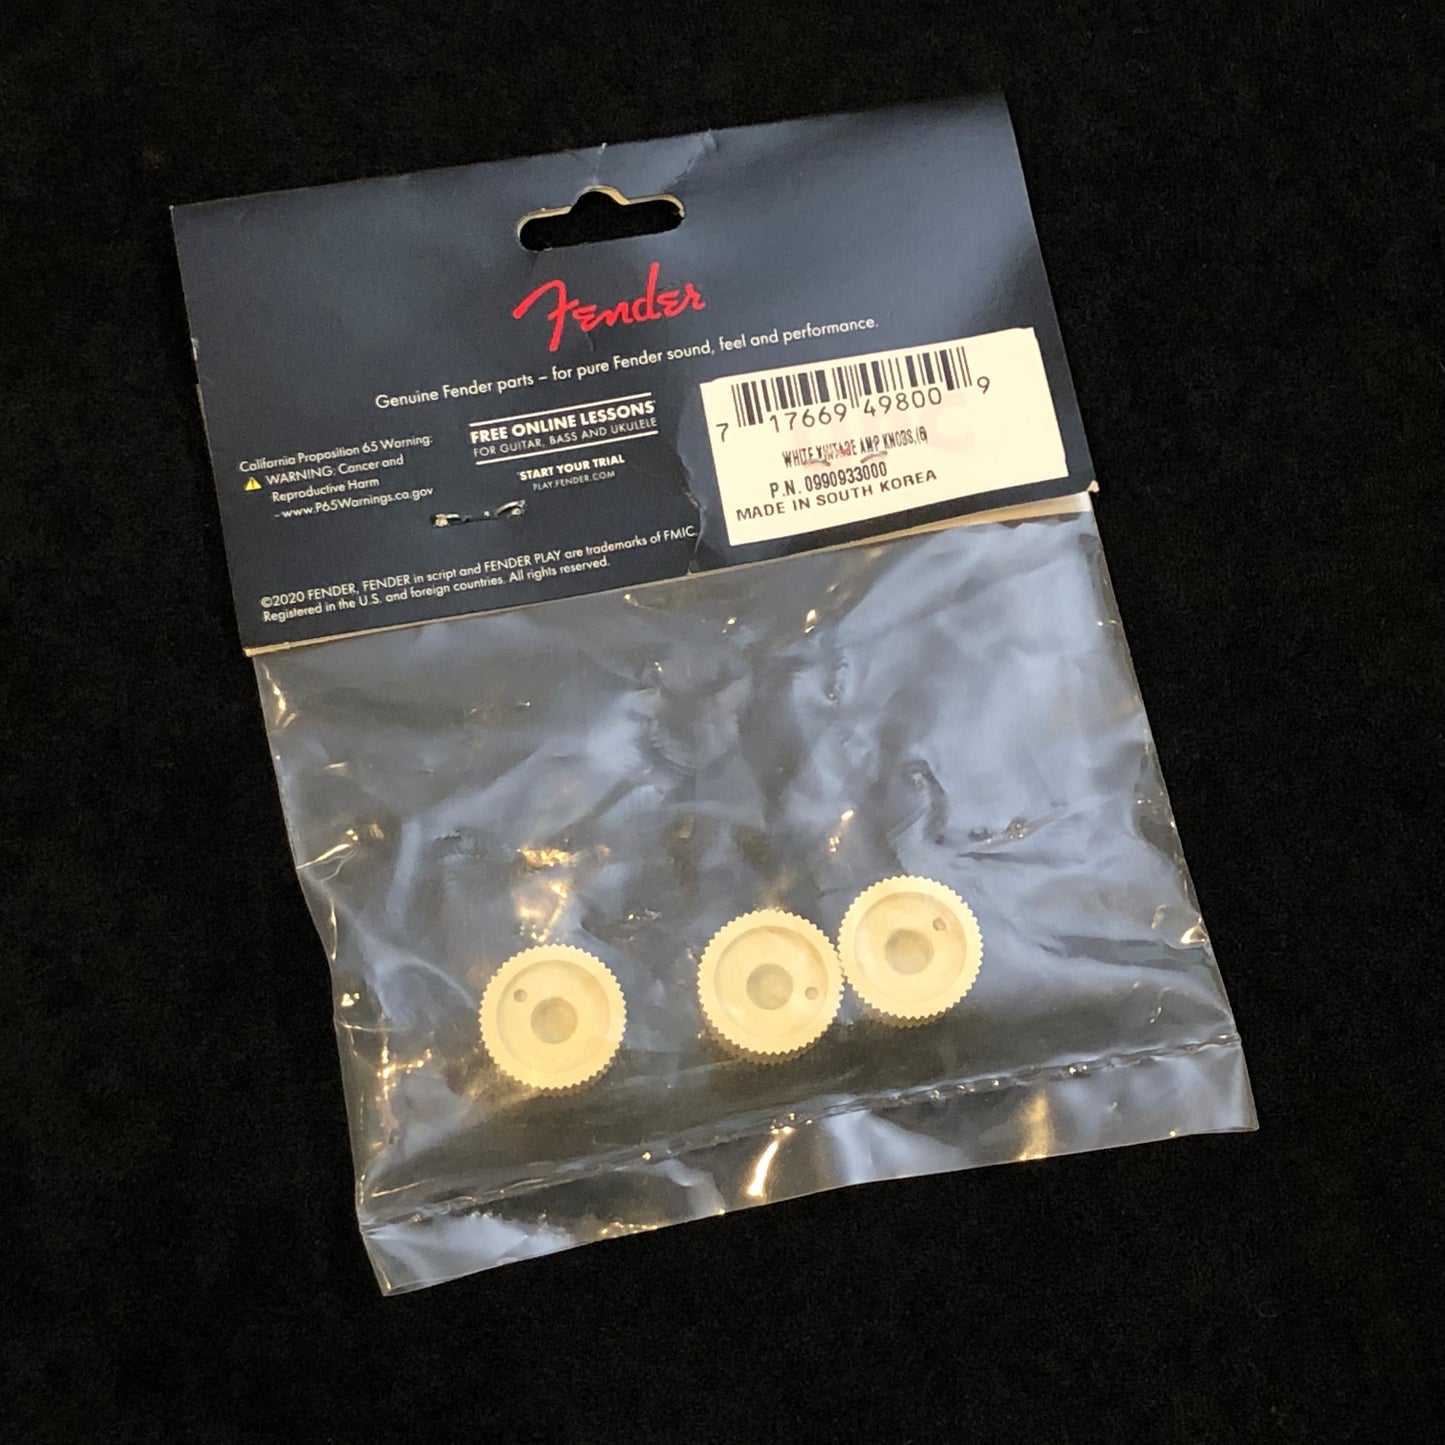 Fender
Genuine Fender parts – for pure Fender sound, feel and performance.
California Proposition 65 Warning:
WARNING: Cancer and
Reproductive Harm
- www.P65Warnings.ca.gov
FREE ONLINE LESSONS
FOR GUITAR, BASS AND UKULELE
START YOUR TRIAL
PLAY.FENDER.COM
7 17669 49800 9
WHITE VINTAGE AMP KNOBS,(6)
P.N. 0990933000
MADE IN SOUTH KOREA
©2020 FENDER, FENDER in script and FENDER PLAY are trademarks of FMIC.
Registered in the U.S. and foreign countries. All rights reserved.